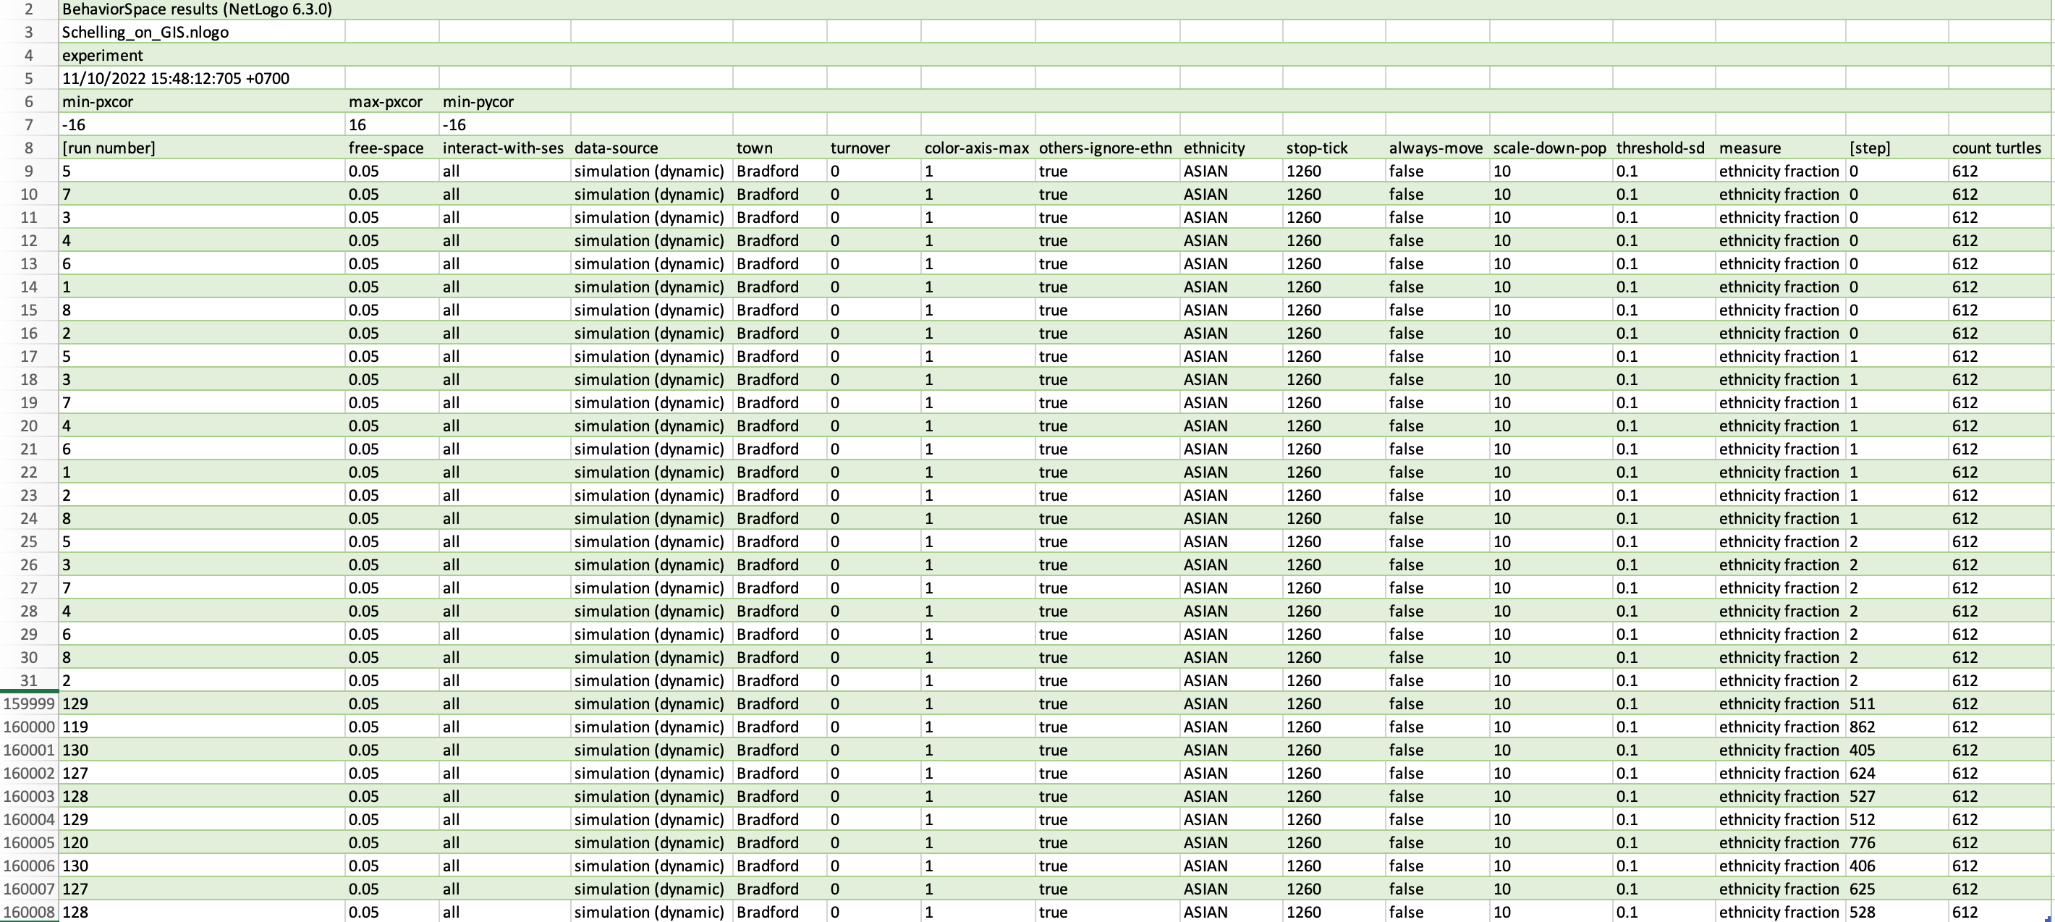 2 BehaviorSpace results (NetLogo 6.3.0)
3 Schelling_on_GIS.nlogo
4 experiment
5 11/10/2022 15:48:12:705 +0700
6 min-pxcor max-pxcor min-pycor
7 -16 16 -16
8 [run number] free-space interact-with-ses data-source town turnover color-axis-max others-ignore-ethn ethnicity stop-tick always-move scale-down-pop threshold-sd measure [step] count turtles
9 5 0.05 all simulation (dynamic) Bradford 0 1 true ASIAN 1260 false 10 0.1 ethnicity fraction 0 612
10 7 0.05 all simulation (dynamic) Bradford 0 1 true ASIAN 1260 false 10 0.1 ethnicity fraction 0 612
11 3 0.05 all simulation (dynamic) Bradford 0 1 true ASIAN 1260 false 10 0.1 ethnicity fraction 0 612
12 4 0.05 all simulation (dynamic) Bradford 0 1 true ASIAN 1260 false 10 0.1 ethnicity fraction 0 612
13 6 0.05 all simulation (dynamic) Bradford 0 1 true ASIAN 1260 false 10 0.1 ethnicity fraction 0 612
14 1 0.05 all simulation (dynamic) Bradford 0 1 true ASIAN 1260 false 10 0.1 ethnicity fraction 0 612
15 8 0.05 all simulation (dynamic) Bradford 0 1 true ASIAN 1260 false 10 0.1 ethnicity fraction 0 612
16 2 0.05 all simulation (dynamic) Bradford 0 1 true ASIAN 1260 false 10 0.1 ethnicity fraction 0 612
17 5 0.05 all simulation (dynamic) Bradford 0 1 true ASIAN 1260 false 10 0.1 ethnicity fraction 1 612
18 3 0.05 all simulation (dynamic) Bradford 0 1 true ASIAN 1260 false 10 0.1 ethnicity fraction 1 612
19 7 0.05 all simulation (dynamic) Bradford 0 1 true ASIAN 1260 false 10 0.1 ethnicity fraction 1 612
20 4 0.05 all simulation (dynamic) Bradford 0 1 true ASIAN 1260 false 10 0.1 ethnicity fraction 1 612
21 6 0.05 all simulation (dynamic) Bradford 0 1 true ASIAN 1260 false 10 0.1 ethnicity fraction 1 612
22 1 0.05 all simulation (dynamic) Bradford 0 1 true ASIAN 1260 false 10 0.1 ethnicity fraction 1 612
23 2 0.05 all simulation (dynamic) Bradford 0 1 true ASIAN 1260 false 10 0.1 ethnicity fraction 1 612
24 8 0.05 all simulation (dynamic) Bradford 0 1 true ASIAN 1260 false 10 0.1 ethnicity fraction 1 612
25 5 0.05 all simulation (dynamic) Bradford 0 1 true ASIAN 1260 false 10 0.1 ethnicity fraction 2 612
26 3 0.05 all simulation (dynamic) Bradford 0 1 true ASIAN 1260 false 10 0.1 ethnicity fraction 2 612
27 7 0.05 all simulation (dynamic) Bradford 0 1 true ASIAN 1260 false 10 0.1 ethnicity fraction 2 612
28 4 0.05 all simulation (dynamic) Bradford 0 1 true ASIAN 1260 false 10 0.1 ethnicity fraction 2 612
29 6 0.05 all simulation (dynamic) Bradford 0 1 true ASIAN 1260 false 10 0.1 ethnicity fraction 2 612
30 8 0.05 all simulation (dynamic) Bradford 0 1 true ASIAN 1260 false 10 0.1 ethnicity fraction 2 612
31 2 0.05 all simulation (dynamic) Bradford 0 1 true ASIAN 1260 false 10 0.1 ethnicity fraction 2 612
159999 129 0.05 all simulation (dynamic) Bradford 0 1 true ASIAN 1260 false 10 0.1 ethnicity fraction 511 612
160000 119 0.05 all simulation (dynamic) Bradford 0 1 true ASIAN 1260 false 10 0.1 ethnicity fraction 862 612
160001 130 0.05 all simulation (dynamic) Bradford 0 1 true ASIAN 1260 false 10 0.1 ethnicity fraction 405 612
160002 127 0.05 all simulation (dynamic) Bradford 0 1 true ASIAN 1260 false 10 0.1 ethnicity fraction 624 612
160003 128 0.05 all simulation (dynamic) Bradford 0 1 true ASIAN 1260 false 10 0.1 ethnicity fraction 527 612
160004 129 0.05 all simulation (dynamic) Bradford 0 1 true ASIAN 1260 false 10 0.1 ethnicity fraction 512 612
160005 120 0.05 all simulation (dynamic) Bradford 0 1 true ASIAN 1260 false 10 0.1 ethnicity fraction 776 612
160006 130 0.05 all simulation (dynamic) Bradford 0 1 true ASIAN 1260 false 10 0.1 ethnicity fraction 406 612
160007 127 0.05 all simulation (dynamic) Bradford 0 1 true ASIAN 1260 false 10 0.1 ethnicity fraction 625 612
160008 128 0.05 all simulation (dynamic) Bradford 0 1 true ASIAN 1260 false 10 0.1 ethnicity fraction 528 612